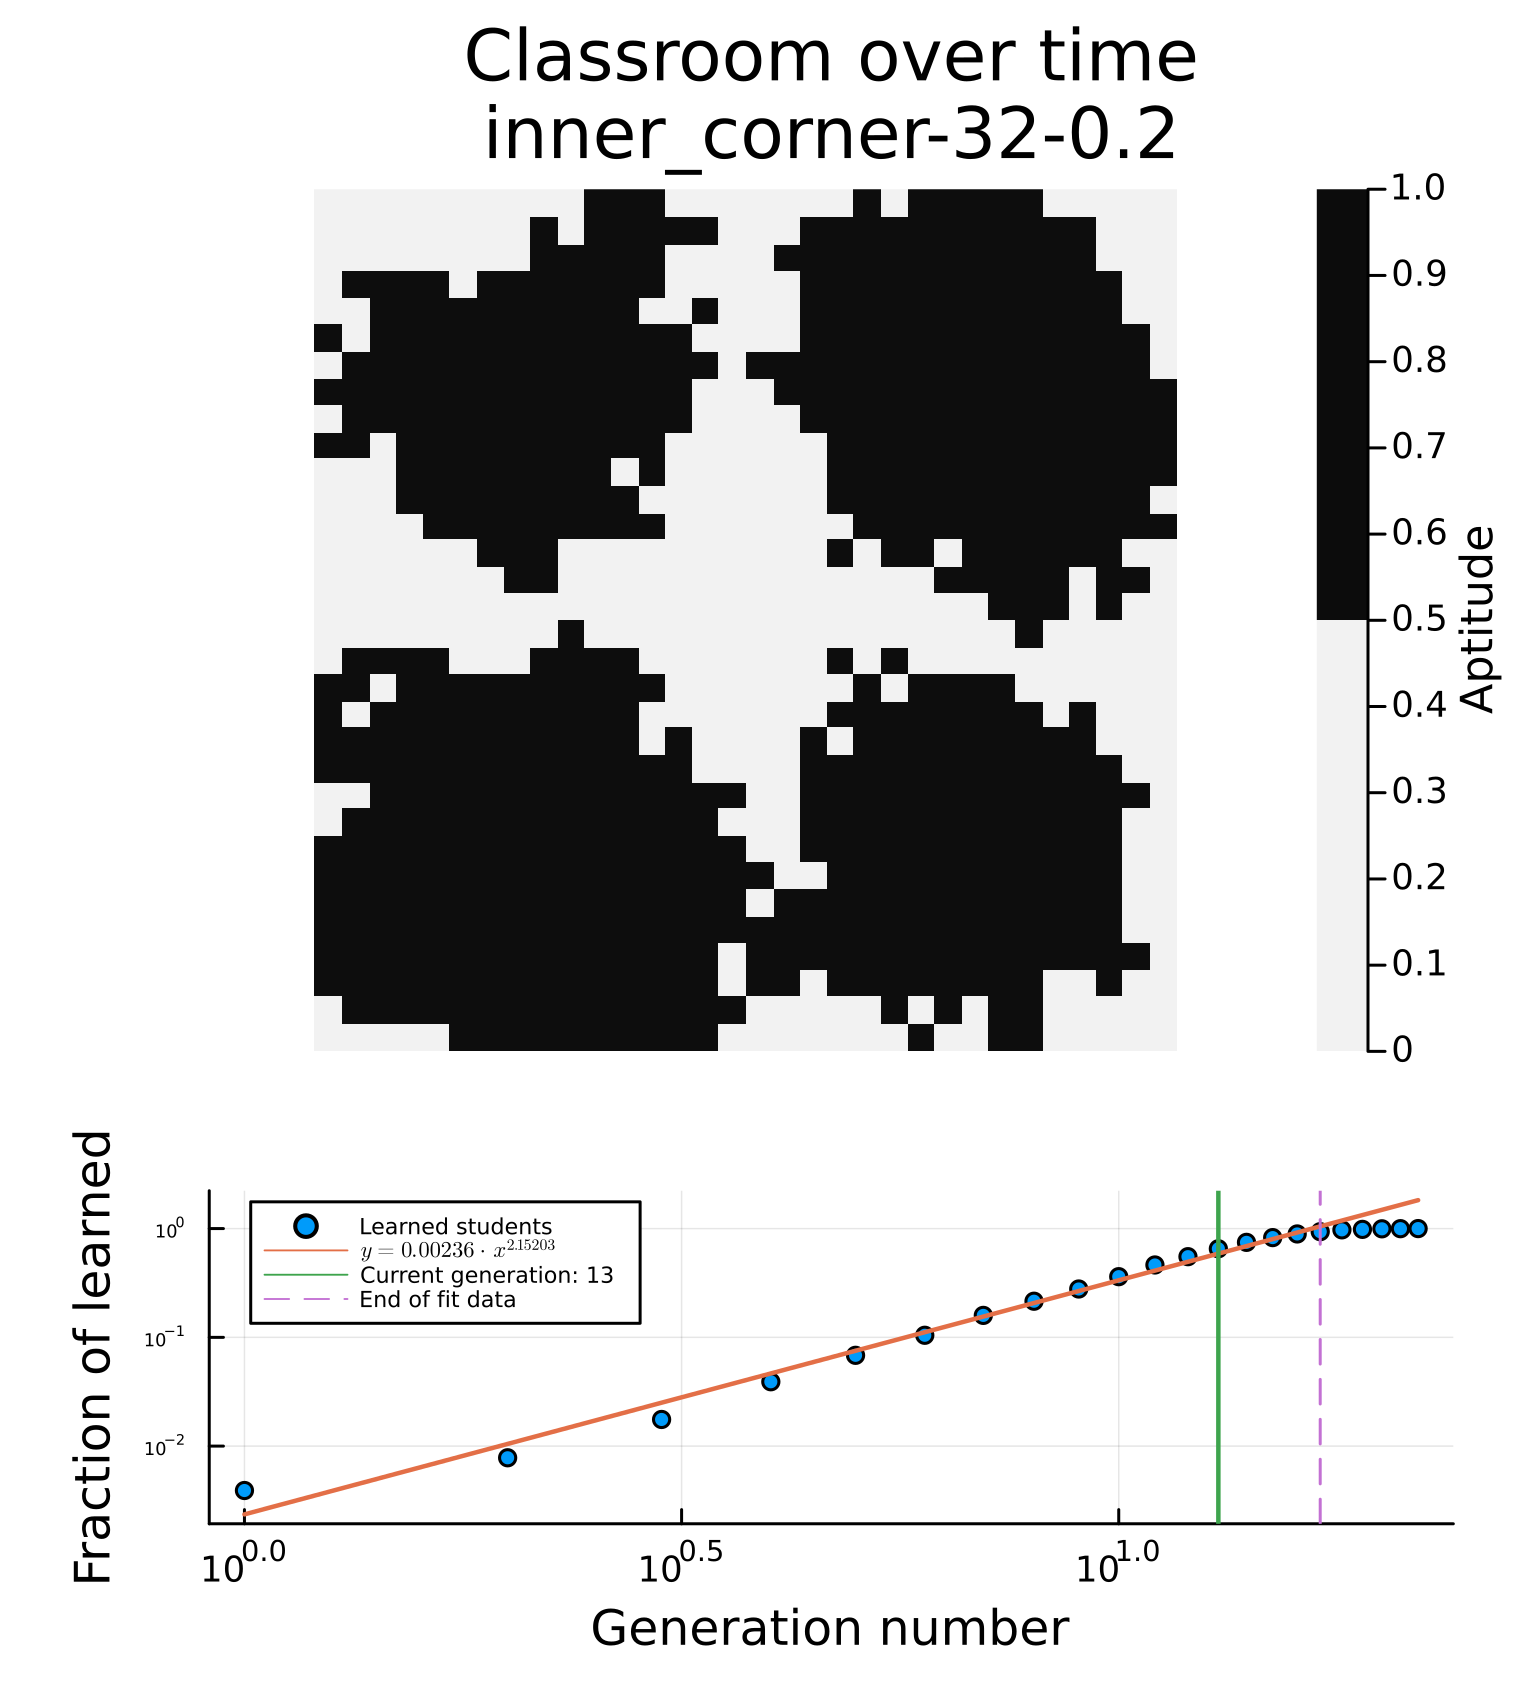 Classroom over time
inner_corner-32-0.2
1.0
0.9
0.8
0.7
0.6
0.5
0.4
0.3
0.2
0.1
0
Aptitude
Fraction of learned
10^0
10^−1
10^−2
Learned students
y = 0.00236 · x^2.15203
Current generation: 13
End of fit data
10^0.0
10^0.5
10^1.0
Generation number